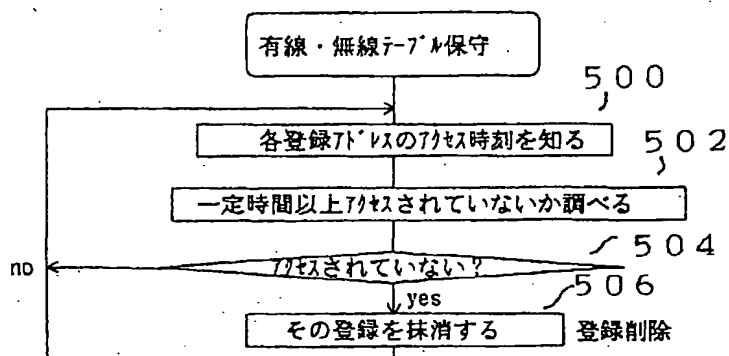 有線・無線ﾃｰﾌﾞﾙ保守
500
各登録ｱﾄﾞﾚｽのｱｸｾｽ時刻を知る
502
一定時間以上ｱｸｾｽされていないか調べる
504
ｱｸｾｽされていない?
no
yes
506
その登録を抹消する 登録削除